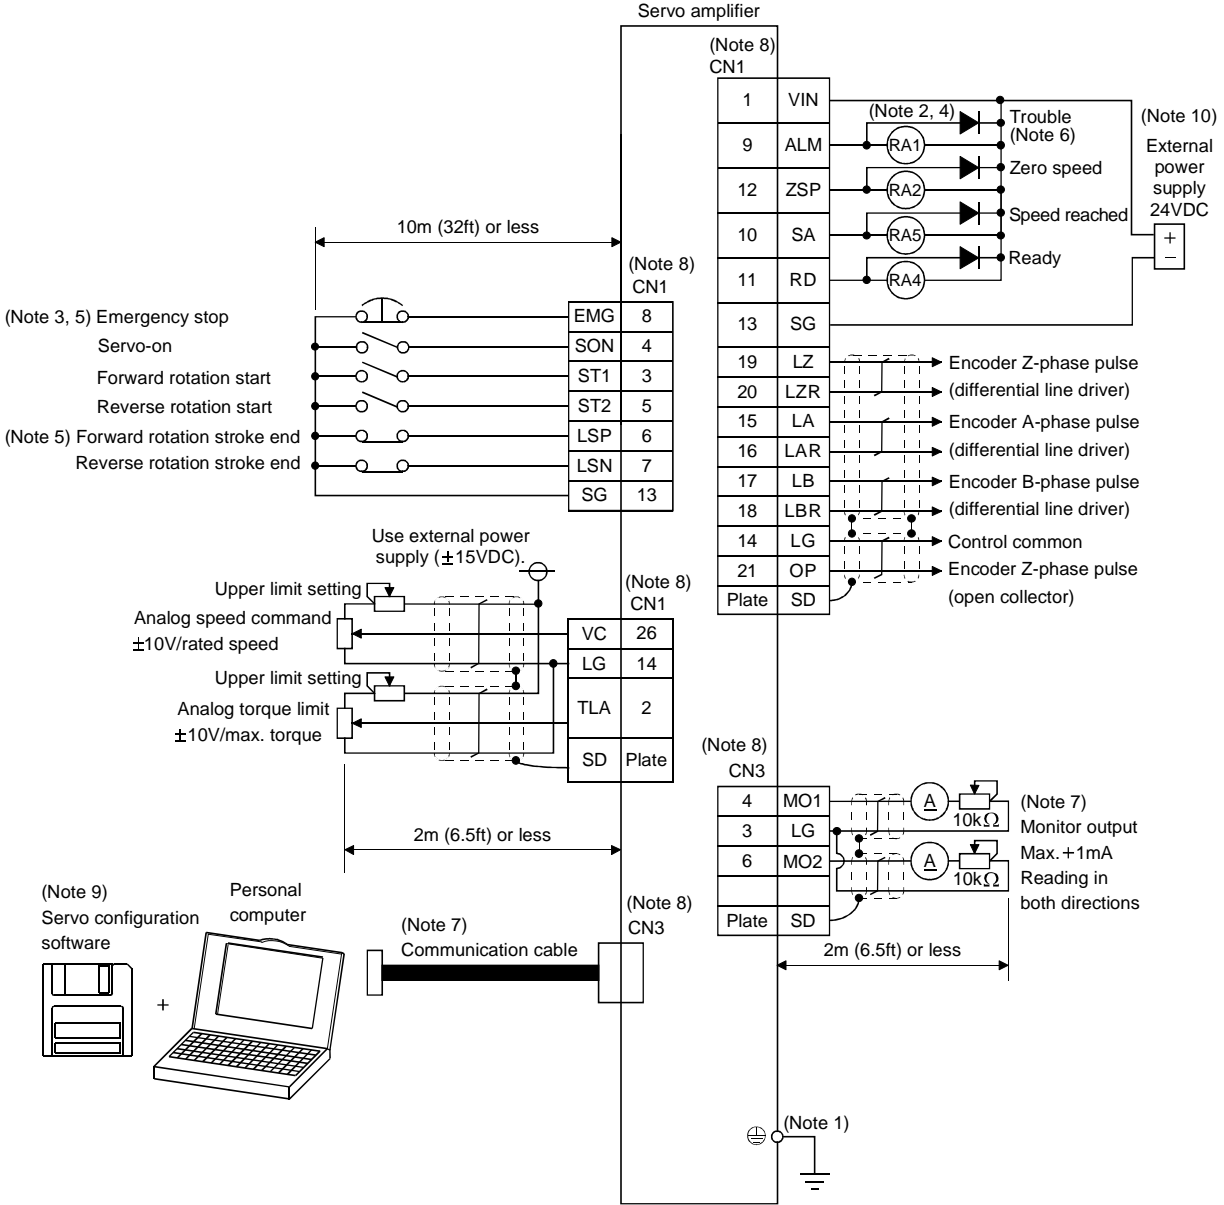 Servo amplifier
(Note 8)
CN1
1 VIN
9 ALM
12 ZSP
10 SA
11 RD
13 SG
19 LZ
20 LZR
15 LA
16 LAR
17 LB
18 LBR
14 LG
21 OP
Plate SD
(Note 2, 4)
RA1
RA2
RA5
RA4
Trouble
(Note 6)
Zero speed
Speed reached
Ready
(Note 10)
External
power
supply
24VDC
+
−
Encoder Z-phase pulse
(differential line driver)
Encoder A-phase pulse
(differential line driver)
Encoder B-phase pulse
(differential line driver)
Control common
Encoder Z-phase pulse
(open collector)
10m (32ft) or less
(Note 8)
CN1
(Note 3, 5) Emergency stop
Servo-on
Forward rotation start
Reverse rotation start
(Note 5) Forward rotation stroke end
Reverse rotation stroke end
EMG 8
SON 4
ST1 3
ST2 5
LSP 6
LSN 7
SG 13
Use external power
supply (±15VDC).
(Note 8)
CN1
Upper limit setting
Analog speed command
±10V/rated speed
Upper limit setting
Analog torque limit
±10V/max. torque
VC 26
LG 14
TLA 2
SD Plate
2m (6.5ft) or less
(Note 8)
CN3
4 MO1
3 LG
6 MO2
Plate SD
A
10kΩ
A
10kΩ
(Note 7)
Monitor output
Max.+1mA
Reading in
both directions
2m (6.5ft) or less
(Note 9)
Servo configuration
software
+
Personal
computer
(Note 7)
Communication cable
(Note 8)
CN3
(Note 1)